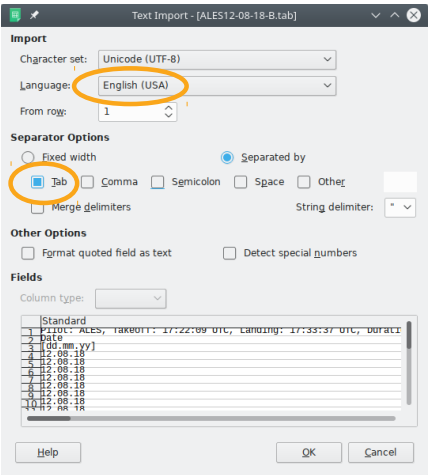 Text Import - [ALES12-08-18-B.tab]
Import
Character set: Unicode (UTF-8)
Language: English (USA)
From row: 1
Separator Options
Fixed width Separated by
Tab Comma Semicolon Space Other
Merge delimiters String delimiter: "
Other Options
Format quoted field as text Detect special numbers
Fields
Column type:
Standard
1 Pilot: ALES, Takeoff: 17:22:09 UTC, Landing: 17:33:37 UTC, Durati
2 Date
3 [dd.mm.yy]
4 12.08.18
5 12.08.18
6 12.08.18
7 12.08.18
8 12.08.18
9 12.08.18
10 12.08.18
11 12.08.18
Help OK Cancel